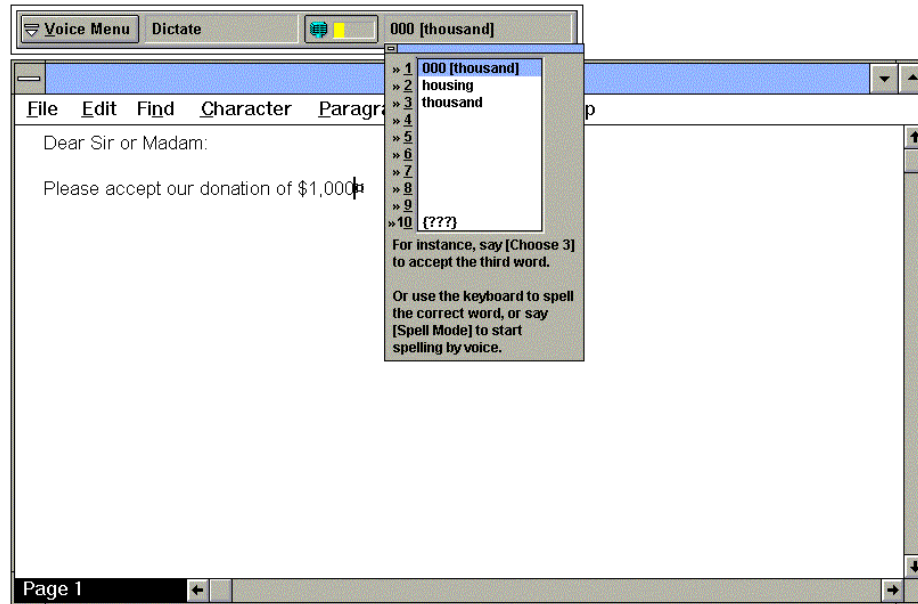 Voice Menu Dictate 000 [thousand]
» 1 000 [thousand]
» 2 housing
» 3 thousand
» 4
» 5
» 6
» 7
» 8
» 9
»10 {???}
For instance, say [Choose 3]
to accept the third word.
Or use the keyboard to spell
the correct word, or say
[Spell Mode] to start
spelling by voice.
File Edit Find Character Paragra p
Dear Sir or Madam:
Please accept our donation of $1,000¤
Page 1